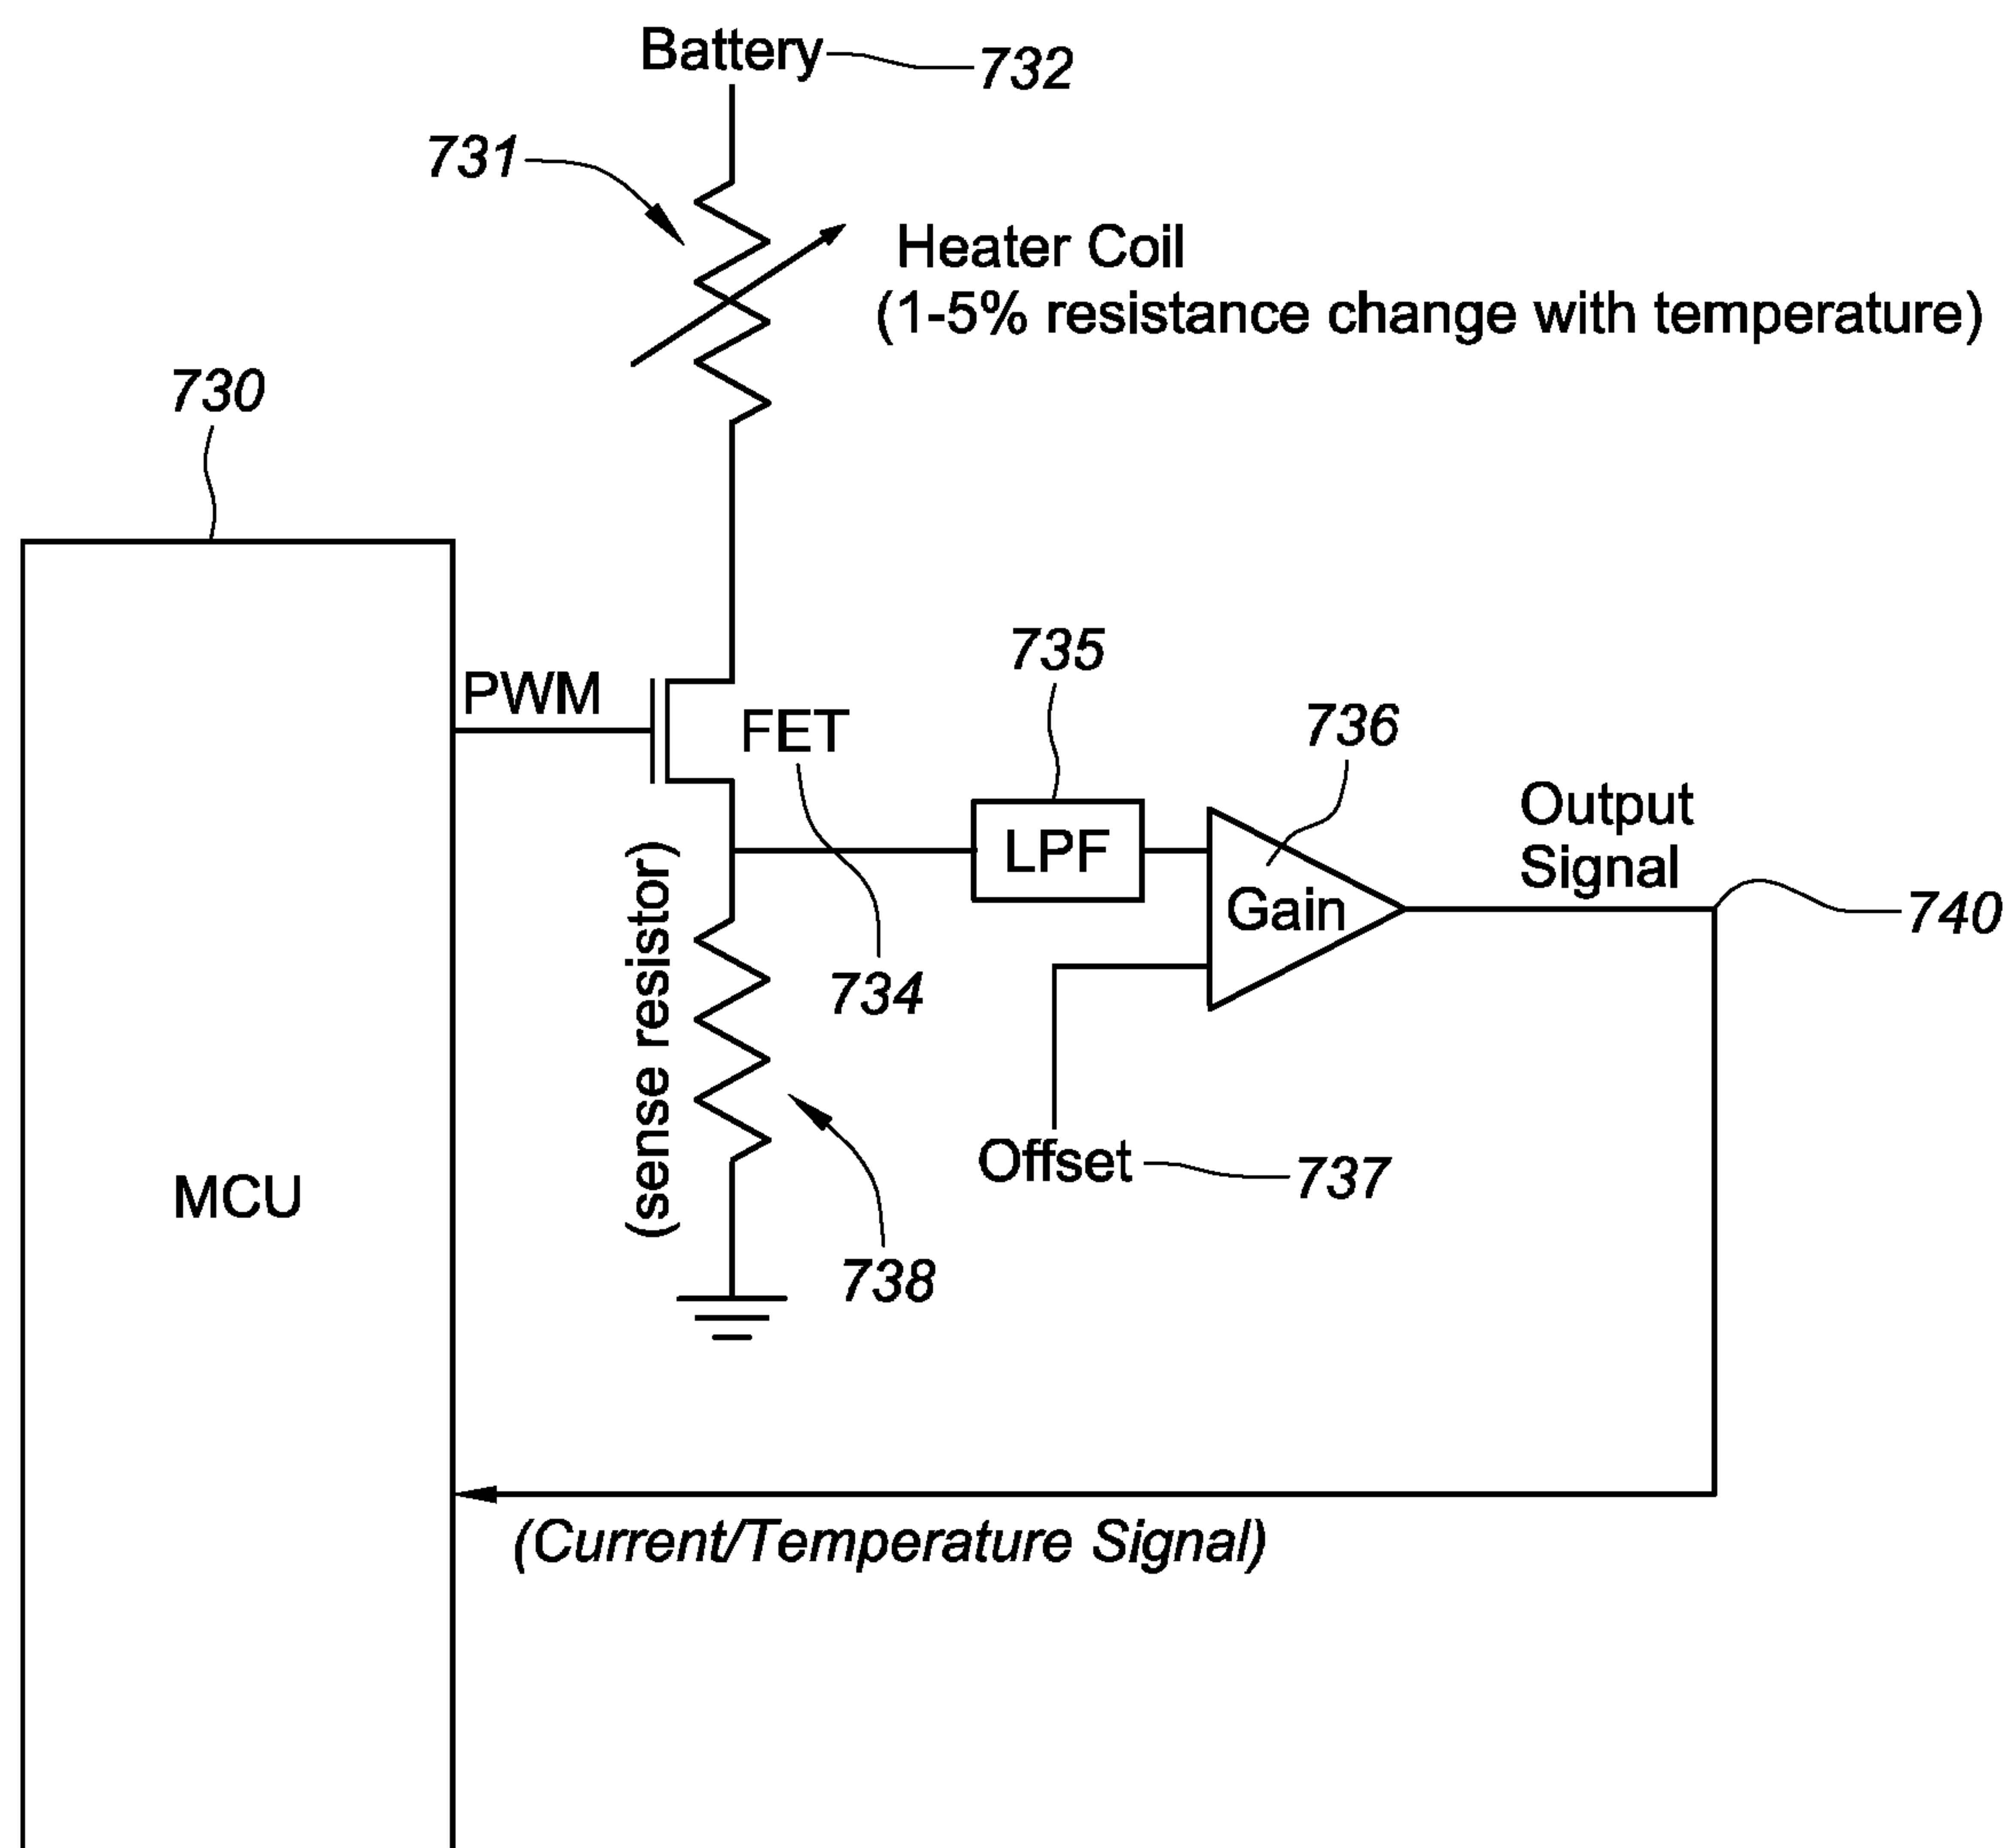 Battery
732
731
Heater Coil
(1-5% resistance change with temperature)
730
PWM
FET
735
736
LPF
Gain
Output
Signal
740
(sense resistor)
734
Offset
737
738
MCU
(Current/Temperature Signal)